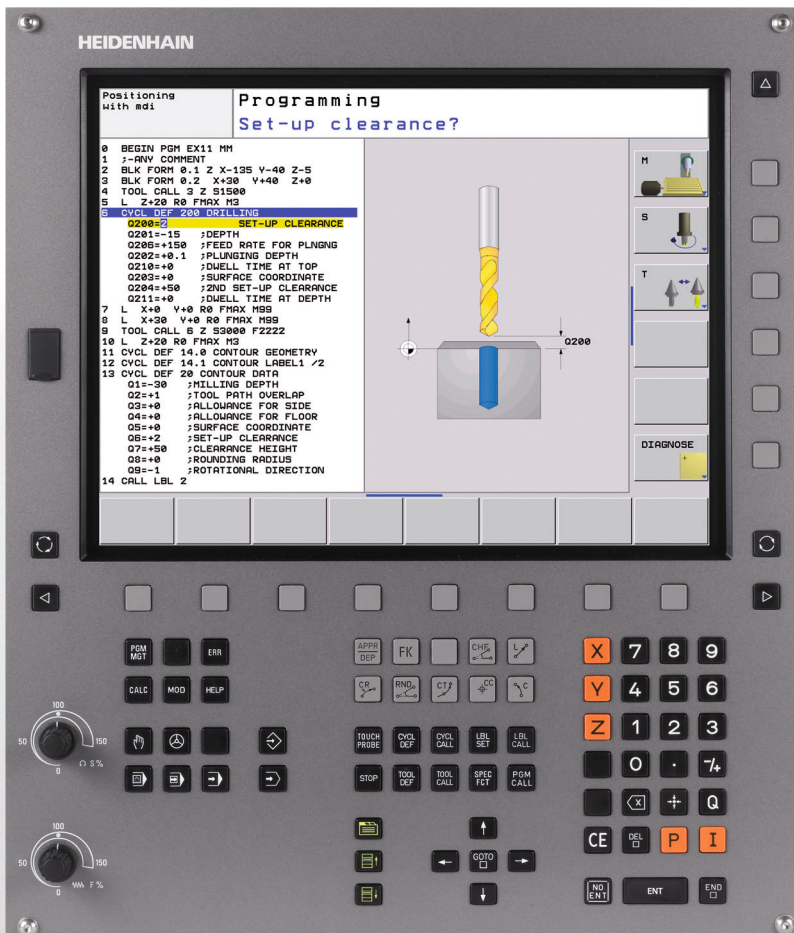 HEIDENHAIN
Positioning
with mdi
Programming
Set-up clearance?
0 BEGIN PGM EX11 MM
1 ;-ANY COMMENT
2 BLK FORM 0.1 Z X-135 Y-40 Z-5
3 BLK FORM 0.2 X+30 Y+40 Z+0
4 TOOL CALL 3 Z S1500
5 L Z+20 R0 FMAX M3
6 CYCL DEF 200 DRILLING
Q200=2 SET-UP CLEARANCE
Q201=-15 ;DEPTH
Q206=+150 ;FEED RATE FOR PLNGNG
Q202=+0.1 ;PLUNGING DEPTH
Q210=+0 ;DWELL TIME AT TOP
Q203=+0 ;SURFACE COORDINATE
Q204=+50 ;2ND SET-UP CLEARANCE
Q211=+0 ;DWELL TIME AT DEPTH
7 L X+0 Y+0 R0 FMAX M99
8 L X+30 Y+0 R0 FMAX M99
9 TOOL CALL 6 Z S3000 F2222
10 L Z+20 R0 FMAX M3
11 CYCL DEF 14.0 CONTOUR GEOMETRY
12 CYCL DEF 14.1 CONTOUR LABEL1 /2
13 CYCL DEF 20 CONTOUR DATA
Q1=-30 ;MILLING DEPTH
Q2=+1 ;TOOL PATH OVERLAP
Q3=+0 ;ALLOWANCE FOR SIDE
Q4=+0 ;ALLOWANCE FOR FLOOR
Q5=+0 ;SURFACE COORDINATE
Q6=+2 ;SET-UP CLEARANCE
Q7=+50 ;CLEARANCE HEIGHT
Q8=+0 ;ROUNDING RADIUS
Q9=-1 ;ROTATIONAL DIRECTION
14 CALL LBL 2
Q200
M
S
T
DIAGNOSE
PGM MGT
ERR
CALC
MOD
HELP
APPR DEP
FK
CHF
L
CR
RND
CT
CC
C
TOUCH PROBE
CYCL DEF
CYCL CALL
LBL SET
LBL CALL
STOP
TOOL DEF
TOOL CALL
SPEC FCT
PGM CALL
GOTO
X 7 8 9
Y 4 5 6
Z 1 2 3
0 . -/+
X Q
CE DEL P I
NO ENT
ENT
END
100
50
150
0
S %
100
50
150
0
F %